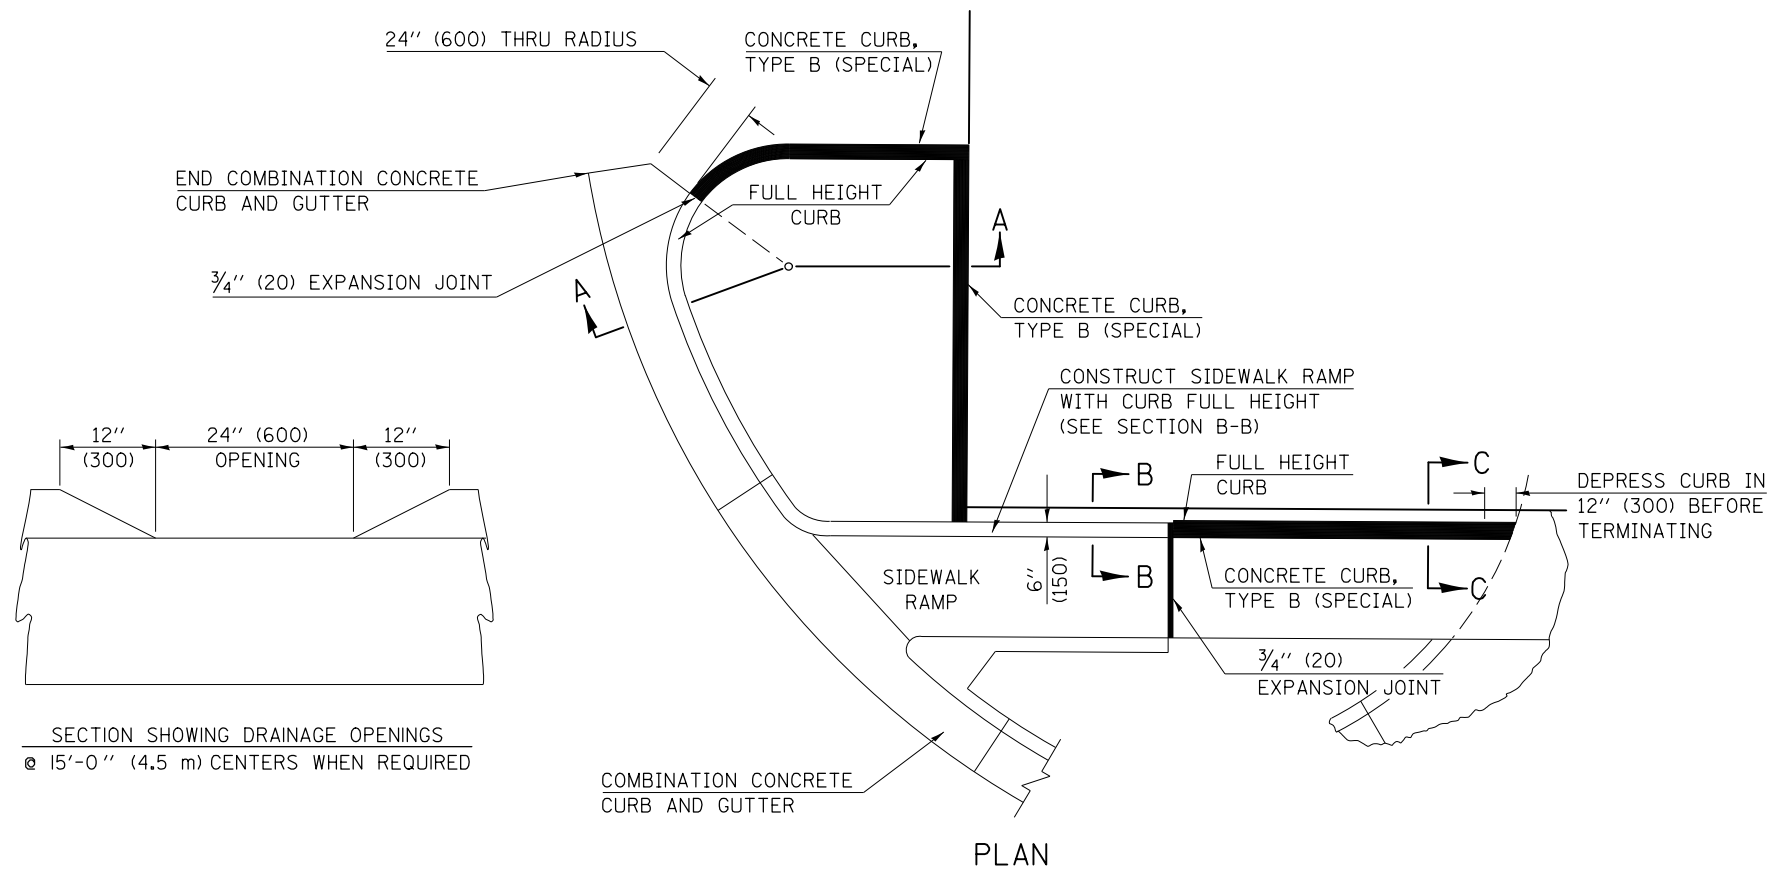 24″ (600) THRU RADIUS
CONCRETE CURB,
TYPE B (SPECIAL)
END COMBINATION CONCRETE
CURB AND GUTTER
FULL HEIGHT
CURB
A
¾″ (20) EXPANSION JOINT
A
CONCRETE CURB,
TYPE B (SPECIAL)
CONSTRUCT SIDEWALK RAMP
WITH CURB FULL HEIGHT
(SEE SECTION B-B)
12″
(300)
24″ (600)
OPENING
12″
(300)
B
FULL HEIGHT
CURB
C
DEPRESS CURB IN
12″ (300) BEFORE
TERMINATING
SIDEWALK
RAMP
6″
(150)
B
CONCRETE CURB,
TYPE B (SPECIAL)
C
¾″ (20)
EXPANSION JOINT
SECTION SHOWING DRAINAGE OPENINGS
@ 15′-0″ (4.5 m) CENTERS WHEN REQUIRED
COMBINATION CONCRETE
CURB AND GUTTER
PLAN